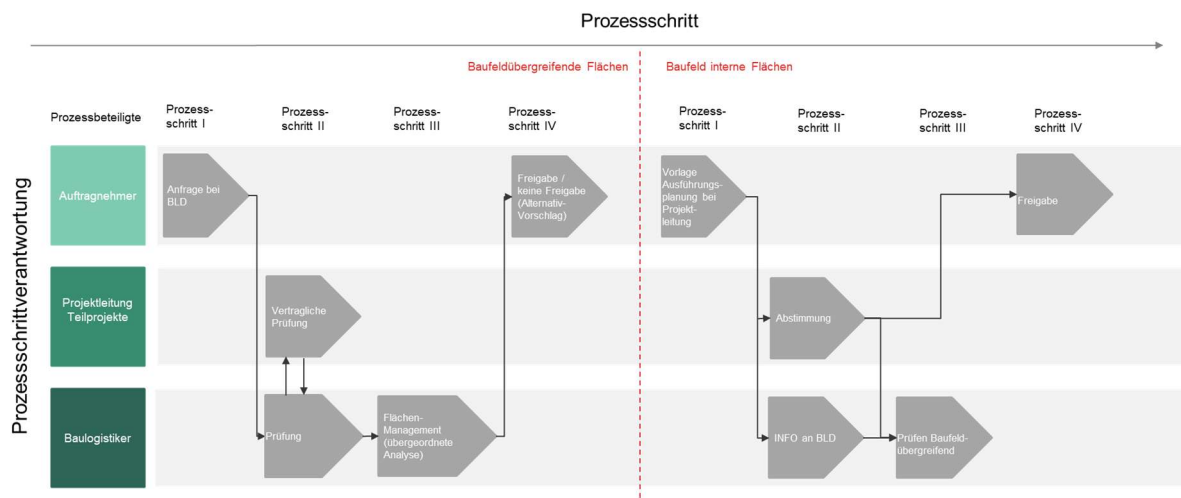 Prozessschritt
Baufeldübergreifende Flächen
Baufeld interne Flächen
Prozessbeteiligte
Prozess-
schritt I
Prozess-
schritt II
Prozess-
schritt III
Prozess-
schritt IV
Prozess-
schritt I
Prozess-
schritt II
Prozess-
schritt III
Prozess-
schritt IV
Prozessschrittverantwortung
Auftragnehmer
Anfrage bei
BLD
Freigabe /
keine Freigabe
(Alternativ-
Vorschlag)
Vorlage
Ausführungs-
planung bei
Projekt-
leitung
Freigabe
Projektleitung
Teilprojekte
Vertragliche
Prüfung
Abstimmung
Baulogistiker
Prüfung
Flächen-
Management
(übergeordnete
Analyse)
INFO an BLD
Prüfen Baufeld-
übergreifend